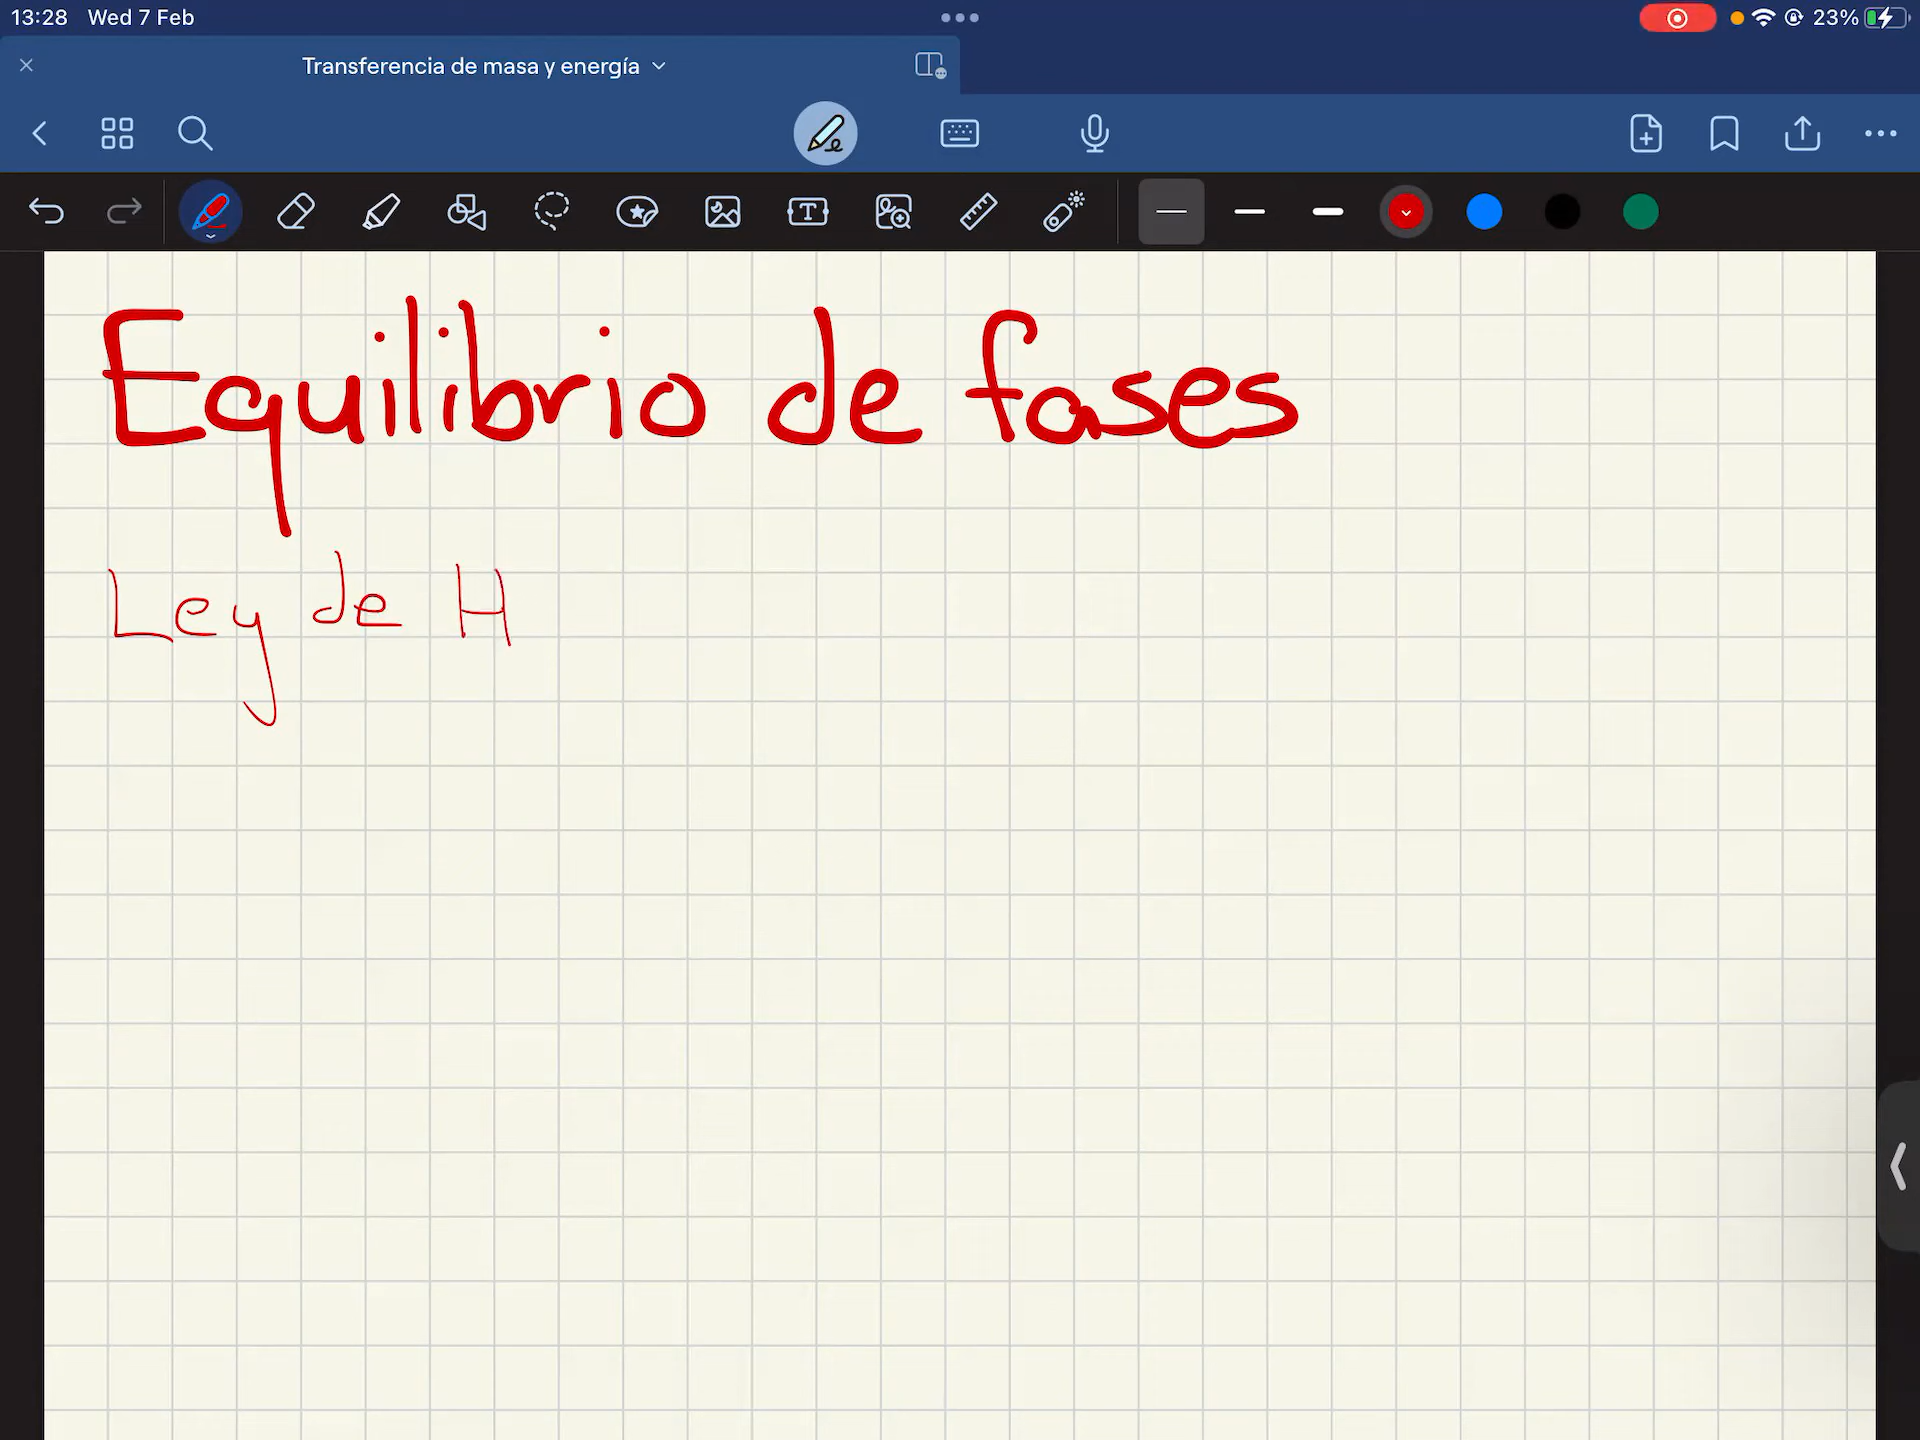 13:28 Wed 7 Feb 23%
Transferencia de masa y energía
Equilibrio de fases
Ley de H